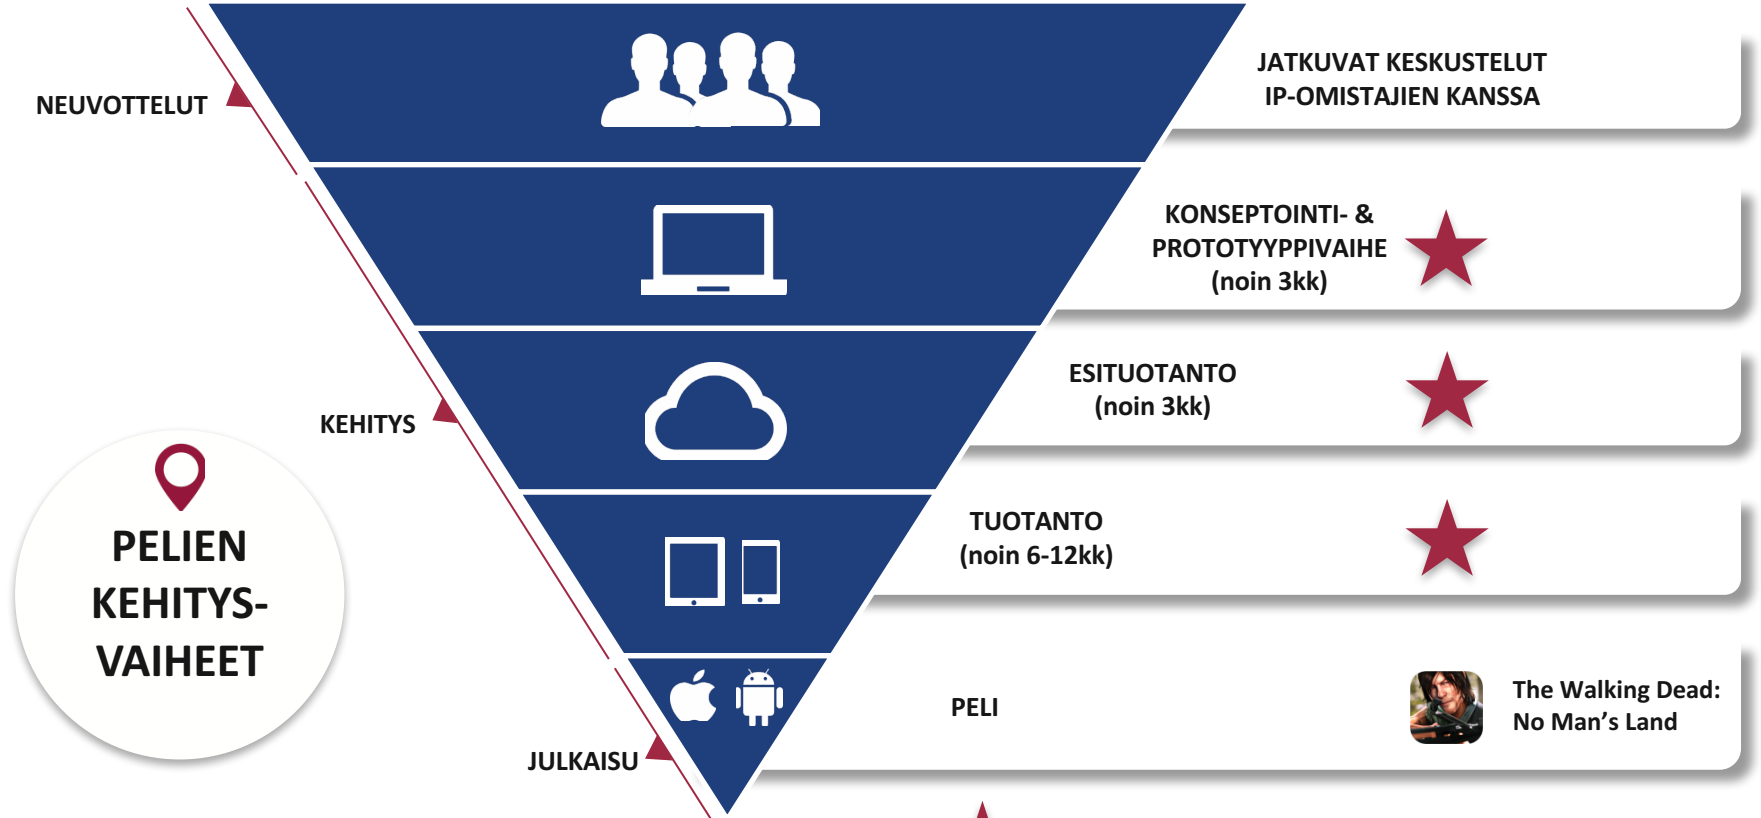 NEUVOTTELUT
JATKUVAT KESKUSTELUT
IP-OMISTAJIEN KANSSA
KONSEPTOINTI- &
PROTOTYYPPIVAIHE
(noin 3kk)
KEHITYS
ESITUOTANTO
(noin 3kk)
PELIEN
KEHITYS-
VAIHEET
TUOTANTO
(noin 6-12kk)
JULKAISU
PELI
The Walking Dead:
No Man's Land